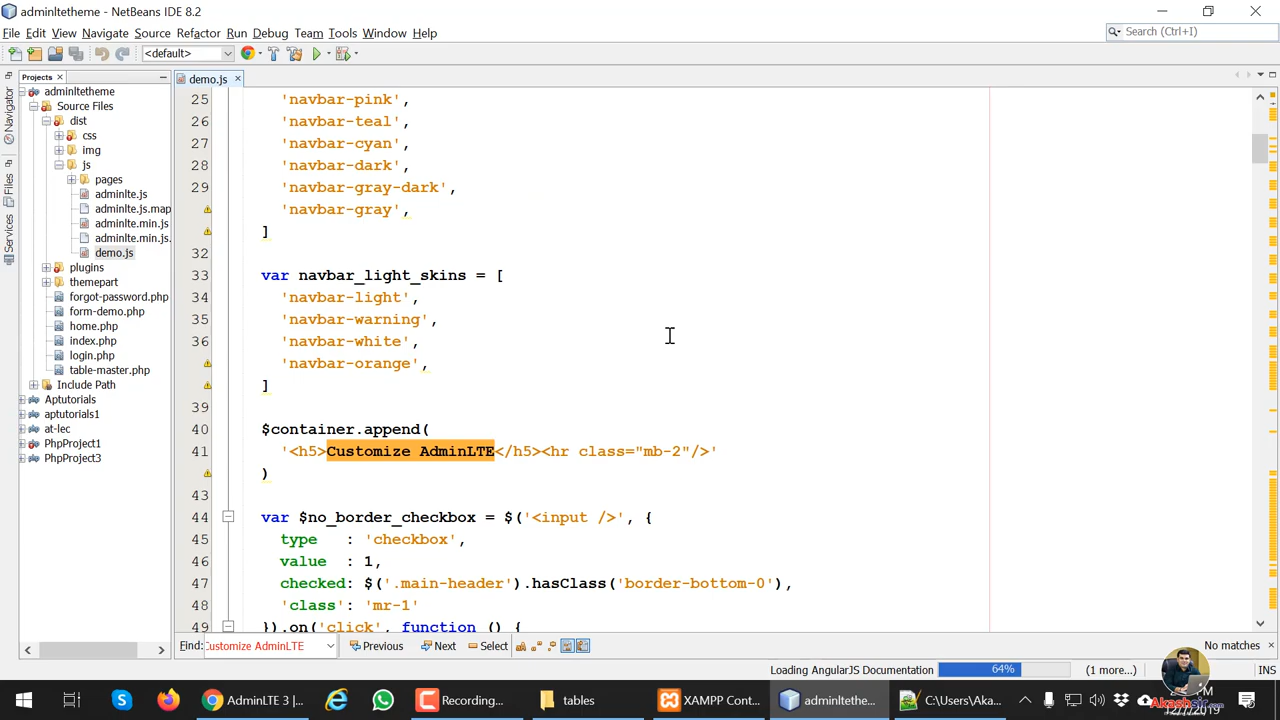 adminltetheme - NetBeans IDE 8.2
File Edit View Navigate Source Refactor Run Debug Team Tools Window Help
Search (Ctrl+I)
<default>
Projects
demo.js
Navigator
Files
Services
adminltetheme
Source Files
dist
css
img
js
pages
adminlte.js
adminlte.js.map
adminlte.min.js
adminlte.min.js.
demo.js
plugins
themepart
forgot-password.php
form-demo.php
home.php
index.php
login.php
table-master.php
Include Path
Aptutorials
aptutorials1
at-lec
PhpProject1
PhpProject3
25 'navbar-pink',
26 'navbar-teal',
27 'navbar-cyan',
28 'navbar-dark',
29 'navbar-gray-dark',
'navbar-gray',
]
32
33 var navbar_light_skins = [
34 'navbar-light',
35 'navbar-warning',
36 'navbar-white',
'navbar-orange',
]
39
40 $container.append(
41 '<h5>Customize AdminLTE</h5><hr class="mb-2"/>'
)
43
44 var $no_border_checkbox = $('<input />', {
45 type : 'checkbox',
46 value : 1,
47 checked: $('.main-header').hasClass('border-bottom-0'),
48 'class': 'mr-1'
}).on('click', function () {
Find: Customize AdminLTE Previous Next Select No matches
Loading AngularJS Documentation 64% (1 more...) INS
AdminLTE 3 |...
Recording...
tables
XAMPP Cont...
adminltethe...
C:\Users\Aka...
Akashsir.com
12/7/2019